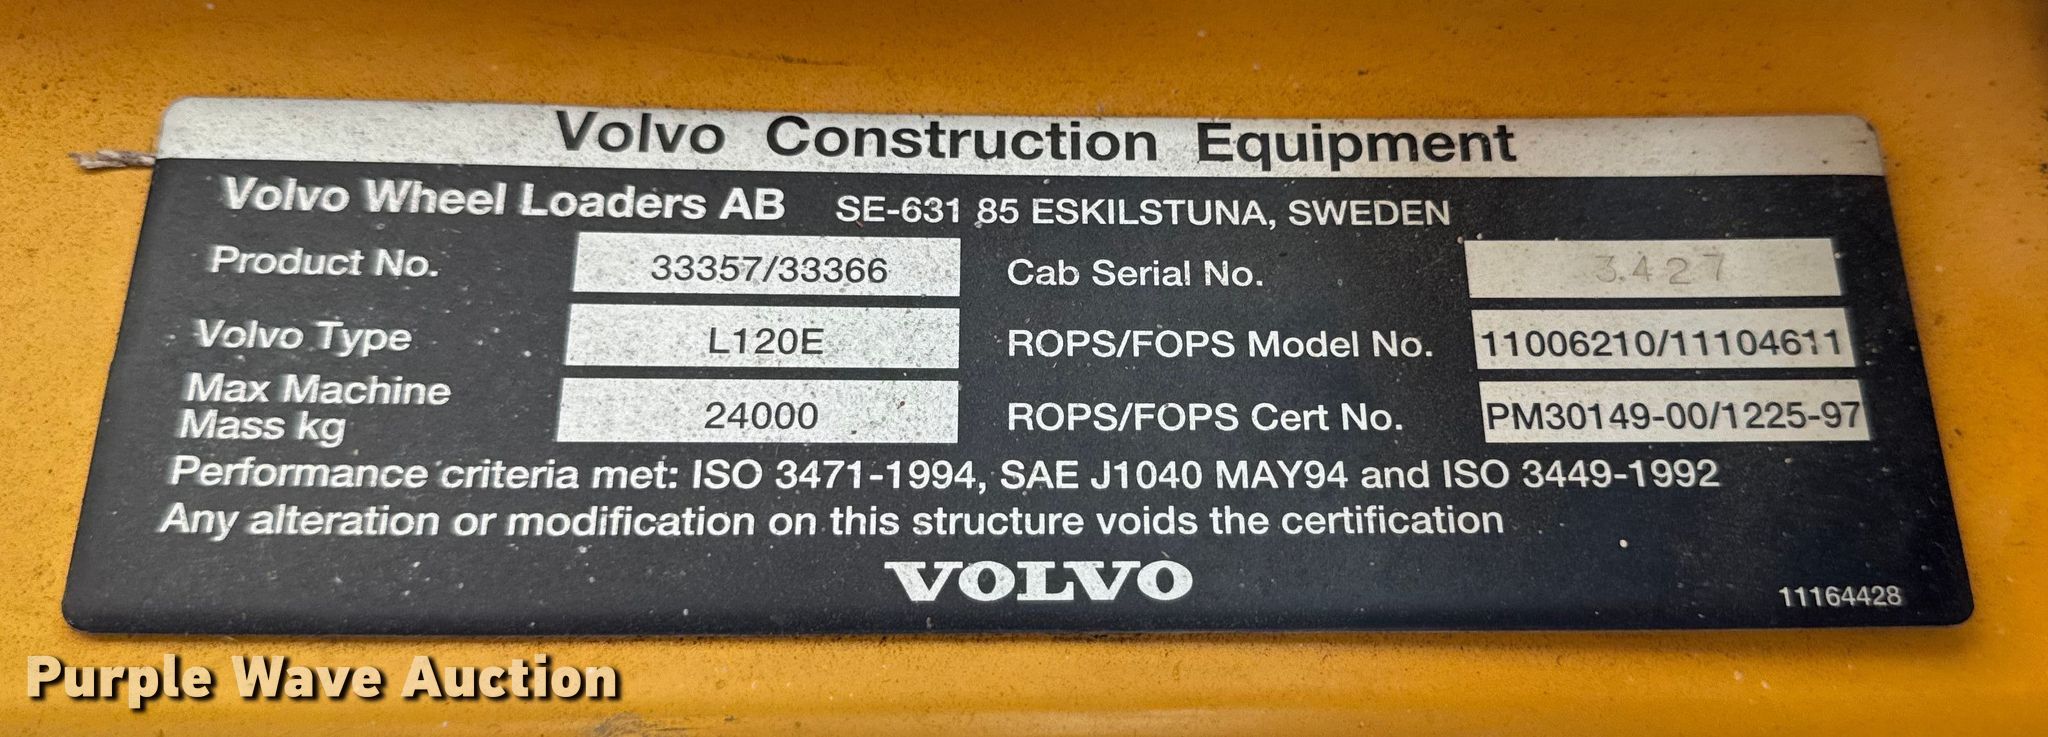 Volvo Construction Equipment
Volvo Wheel Loaders AB SE-631 85 ESKILSTUNA, SWEDEN
Product No. 33357/33366 Cab Serial No. 3427
Volvo Type L120E ROPS/FOPS Model No. 11006210/11104611
Max Machine
Mass kg 24000 ROPS/FOPS Cert No. PM30149-00/1225-97
Performance criteria met: ISO 3471-1994, SAE J1040 MAY94 and ISO 3449-1992
Any alteration or modification on this structure voids the certification
VOLVO
11164428
Purple Wave Auction